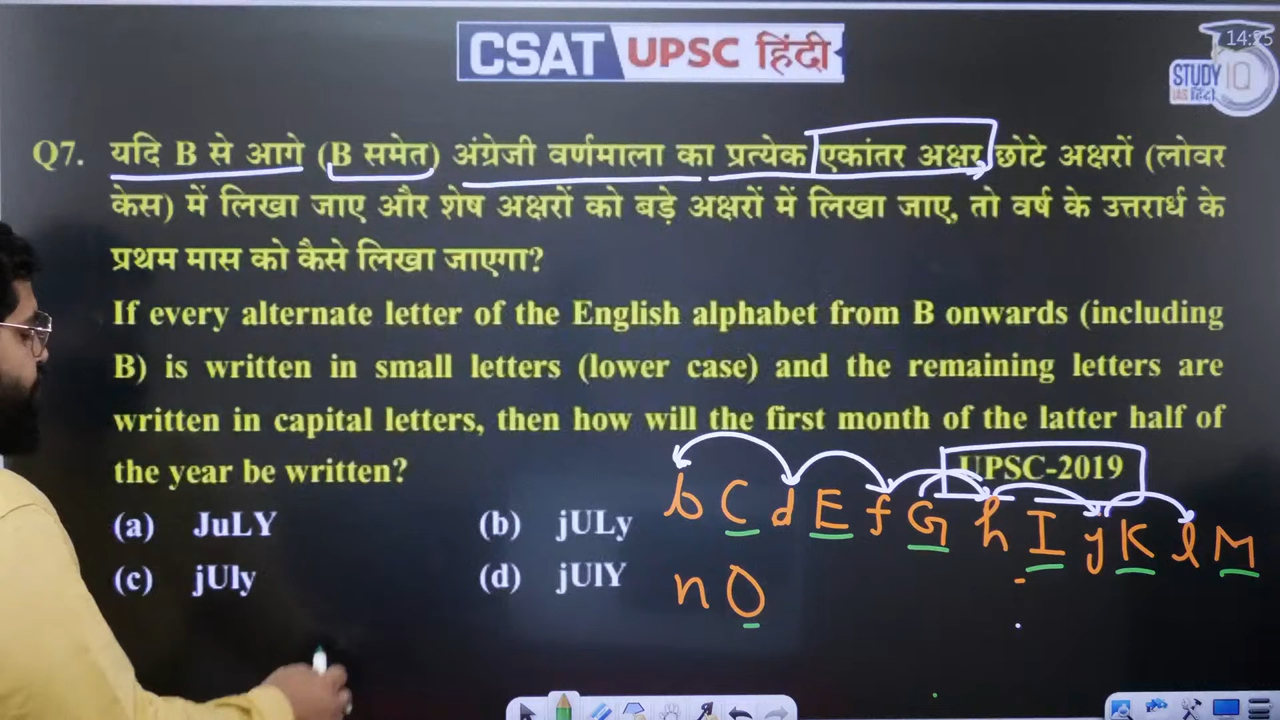 CSAT UPSC हिंदी
14:25
STUDY IQ
IAS हिंदी
Q7. यदि B से आगे (B समेत) अंग्रेजी वर्णमाला का प्रत्येक एकांतर अक्षर छोटे अक्षरों (लोवर
केस) में लिखा जाए और शेष अक्षरों को बड़े अक्षरों में लिखा जाए, तो वर्ष के उत्तरार्ध के
प्रथम मास को कैसे लिखा जाएगा?
If every alternate letter of the English alphabet from B onwards (including
B) is written in small letters (lower case) and the remaining letters are
written in capital letters, then how will the first month of the latter half of
the year be written?
UPSC-2019
(a) JuLY (b) jULy
(c) jUly (d) jUlY
b C d E f G h I y K l M
n O